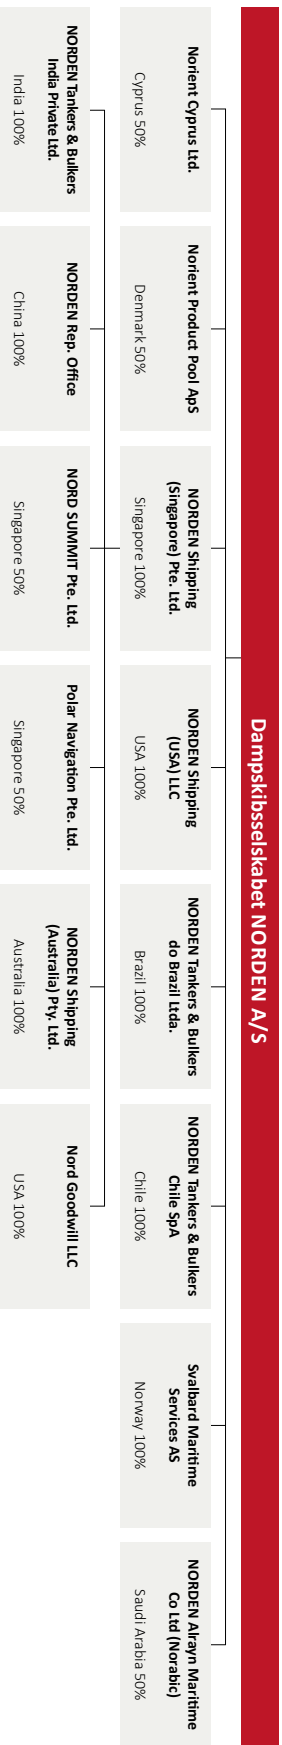 Dampskibsselskabet NORDEN A/S
Norient Cyprus Ltd.
Cyprus 50%
Norient Product Pool ApS
Denmark 50%
NORDEN Shipping
(Singapore) Pte. Ltd.
Singapore 100%
NORDEN Shipping
(USA) LLC
USA 100%
NORDEN Tankers & Bulkers
do Brazil Ltda.
Brazil 100%
NORDEN Tankers & Bulkers
Chile SpA
Chile 100%
Svalbard Maritime
Services AS
Norway 100%
NORDEN Alrayn Maritime
Co Ltd (Norabic)
Saudi Arabia 50%
NORDEN Tankers & Bulkers
India Private Ltd.
India 100%
NORDEN Rep. Office
China 100%
NORD SUMMIT Pte. Ltd.
Singapore 50%
Polar Navigation Pte. Ltd.
Singapore 50%
NORDEN Shipping
(Australia) Pty. Ltd.
Australia 100%
Nord Goodwill LLC
USA 100%